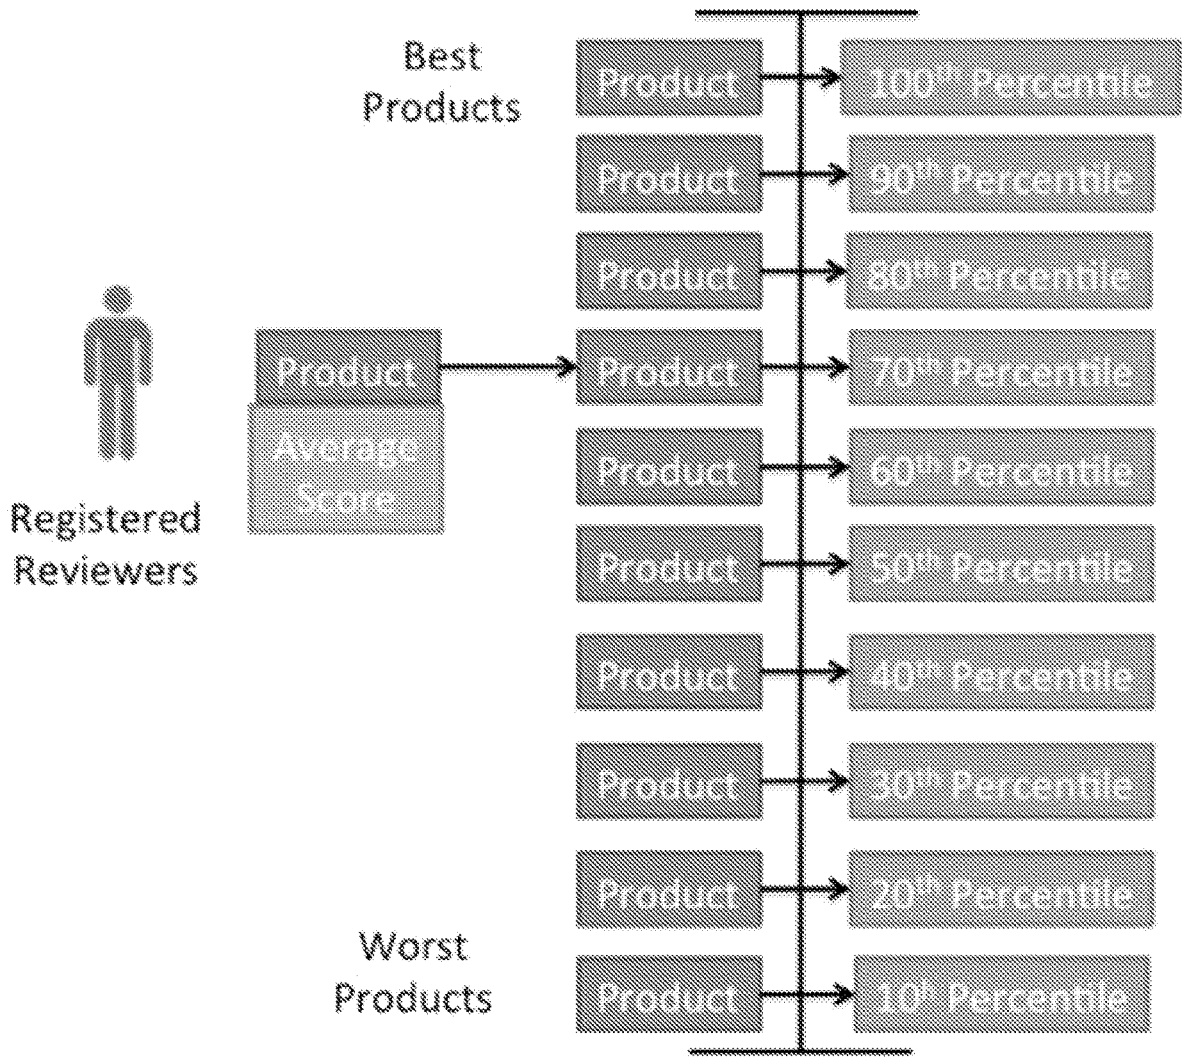 Best
Products
Product
100th Percentile
Product
90th Percentile
Product
80th Percentile
Registered
Reviewers
Product
Average
Score
Product
70th Percentile
Product
60th Percentile
Product
50th Percentile
Product
40th Percentile
Product
30th Percentile
Product
20th Percentile
Worst
Products
Product
10h Percentile